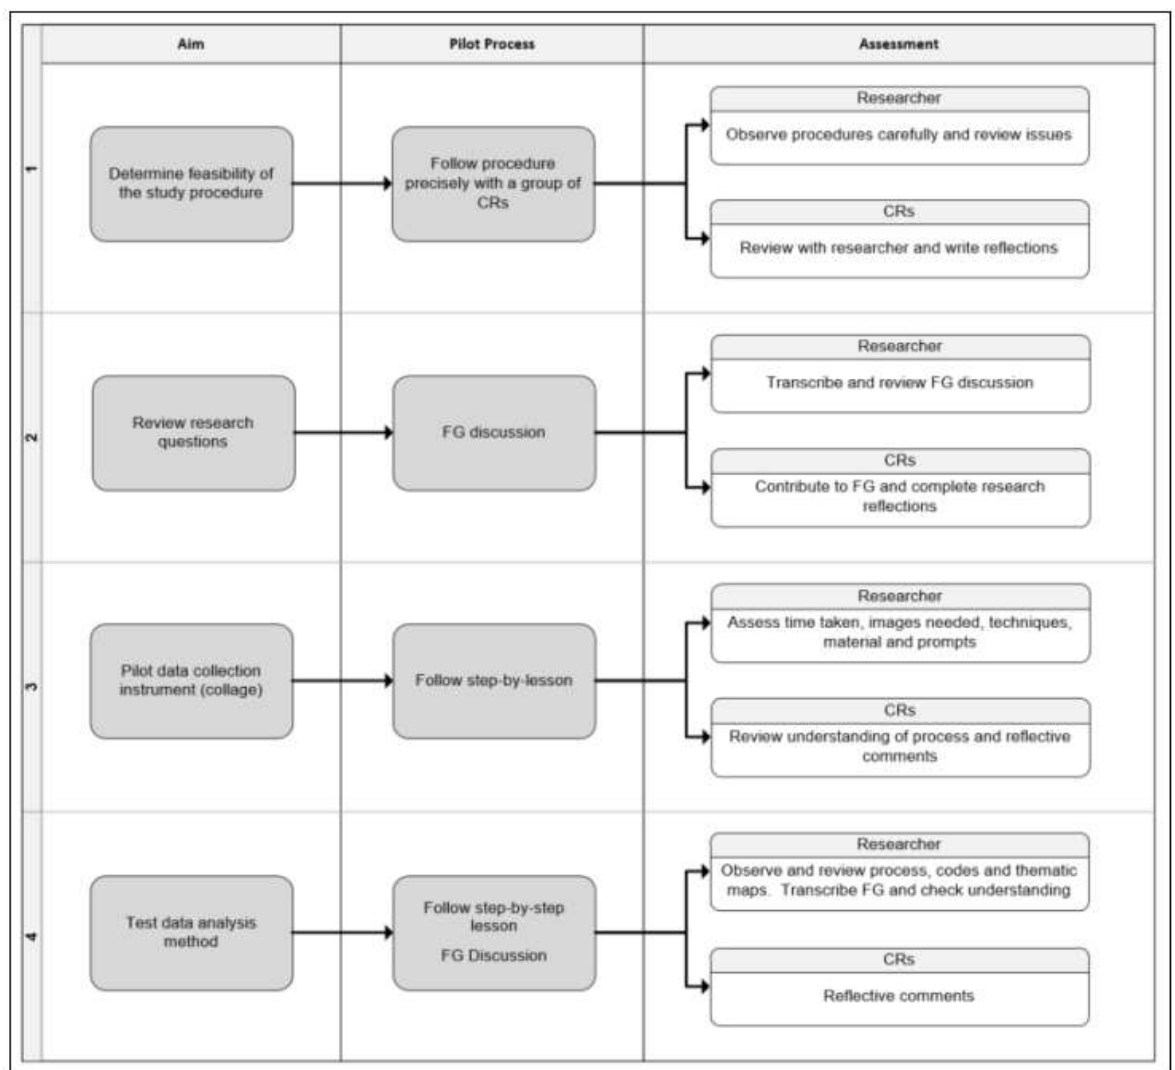 Aim
Pilot Process
Assessment
1
Determine feasibility of
the study procedure
Follow procedure
precisely with a group of
CRs
Researcher
Observe procedures carefully and review issues
CRs
Review with researcher and write reflections
2
Review research
questions
FG discussion
Researcher
Transcribe and review FG discussion
CRs
Contribute to FG and complete research
reflections
3
Pilot data collection
instrument (collage)
Follow step-by-lesson
Researcher
Assess time taken, images needed, techniques,
material and prompts
CRs
Review understanding of process and reflective
comments
4
Test data analysis
method
Follow step-by-step
lesson
FG Discussion
Researcher
Observe and review process, codes and thematic
maps. Transcribe FG and check understanding
CRs
Reflective comments